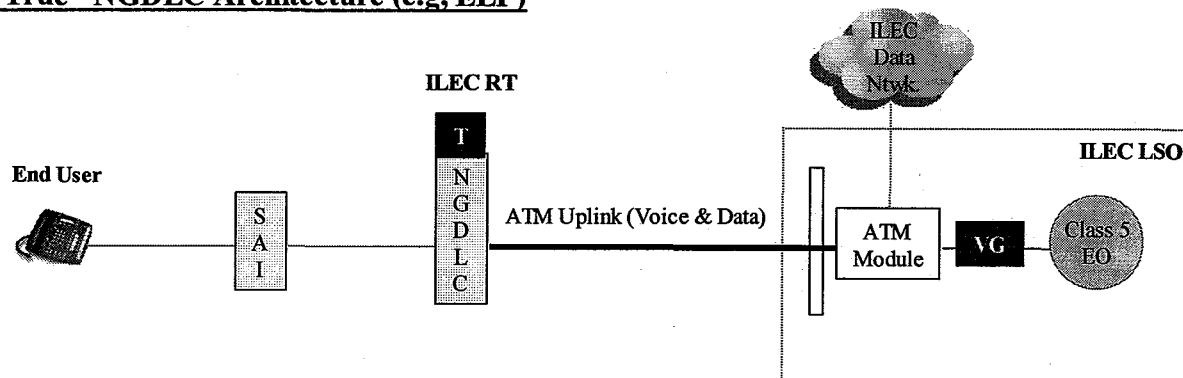 "True" NGDLC Architecture (e.g, ELP)
ILEC
Data
Ntwk.
ILEC RT
ILEC LSO
End User
T
N
G
D
L
C
S
A
I
ATM Uplink (Voice & Data)
ATM
Module
VG
Class 5
EO